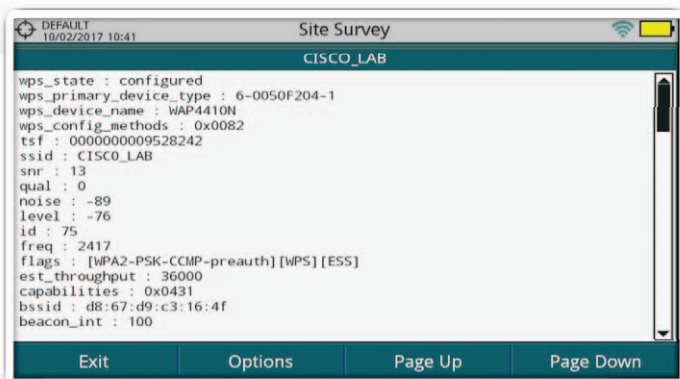 DEFAULT
10/02/2017 10:41
Site Survey
CISCO_LAB
wps_state : configured
wps_primary_device_type : 6-0050F204-1
wps_device_name : WAP4410N
wps_config_methods : 0x0082
tsf : 0000000009528242
ssid : CISCO_LAB
snr : 13
qual : 0
noise : -89
level : -76
id : 75
freq : 2417
flags : [WPA2-PSK-CCMP-preauth][WPS][ESS]
est_throughput : 36000
capabilities : 0x0431
bssid : d8:67:d9:c3:16:4f
beacon_int : 100
Exit Options Page Up Page Down